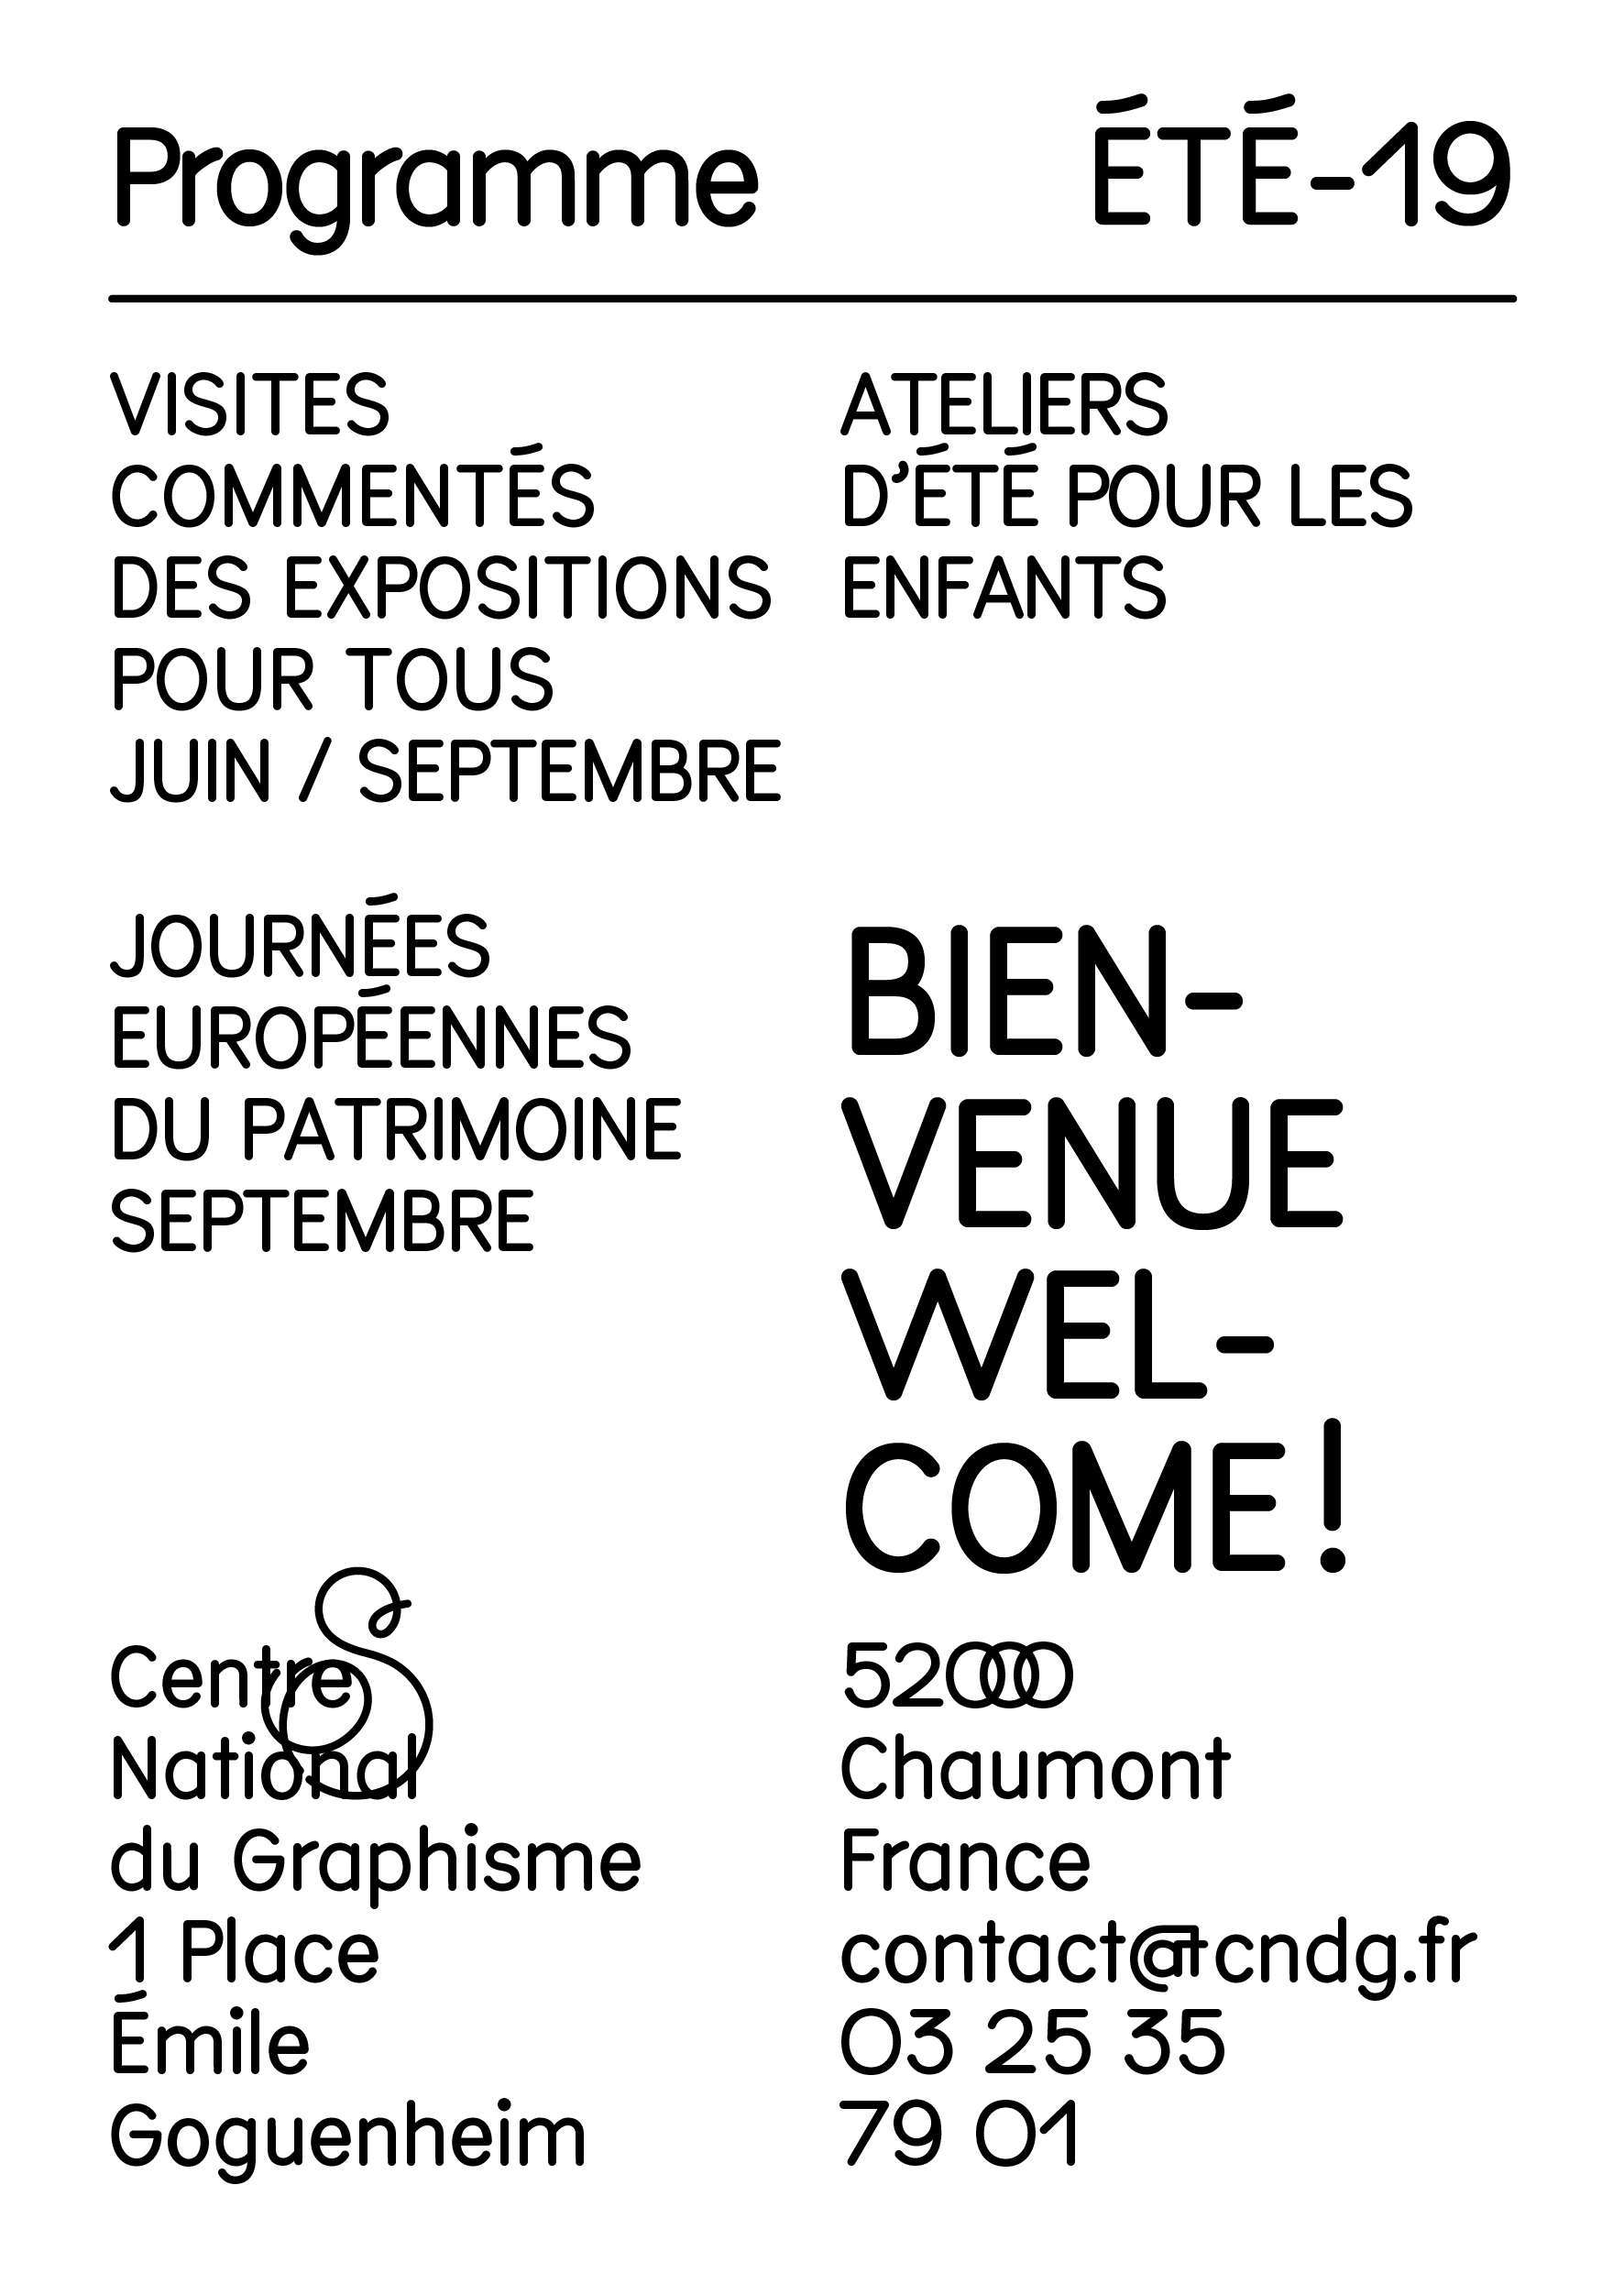 Programme
ÉTÉ-19
VISITES
COMMENTÉS
DES EXPOSITIONS
POUR TOUS
JUIN / SEPTEMBRE
ATELIERS
D’ÉTÉ POUR LES
ENFANTS
JOURNÉES
EUROPÉENNES
DU PATRIMOINE
SEPTEMBRE
BIEN-
VENUE
WEL-
COME!
Centre
National
du Graphisme
1 Place
Émile
Goguenheim
52000
Chaumont
France
contact@cndg.fr
03 25 35
79 01